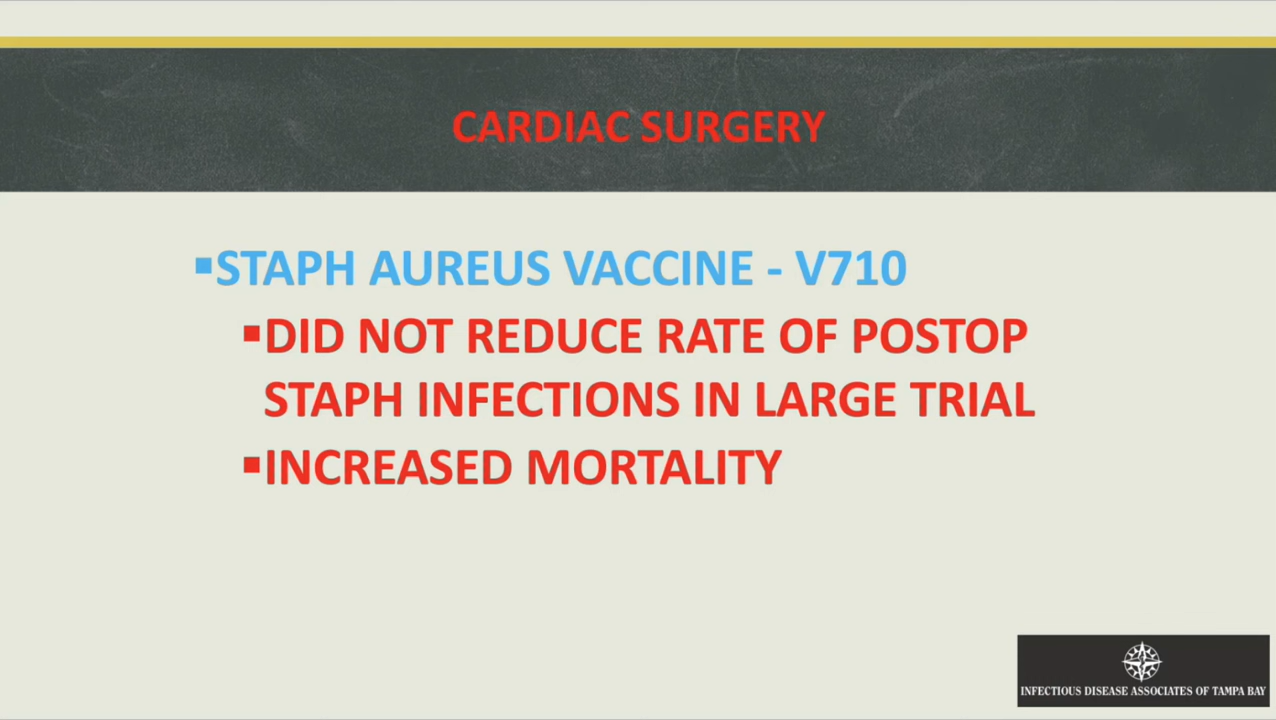 CARDIAC SURGERY
▪STAPH AUREUS VACCINE - V710
▪DID NOT REDUCE RATE OF POSTOP
STAPH INFECTIONS IN LARGE TRIAL
▪INCREASED MORTALITY
INFECTIOUS DISEASE ASSOCIATES OF TAMPA BAY